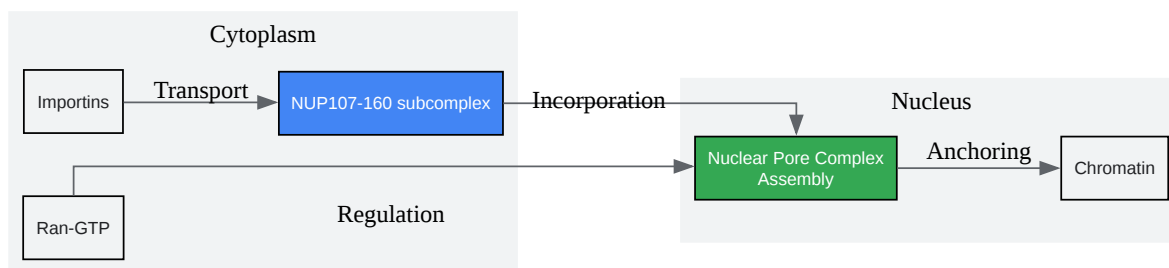 Cytoplasm
Importins
Transport
NUP107-160 subcomplex
Incorporation
Nucleus
Nuclear Pore Complex
Assembly
Anchoring
Chromatin
Ran-GTP
Regulation